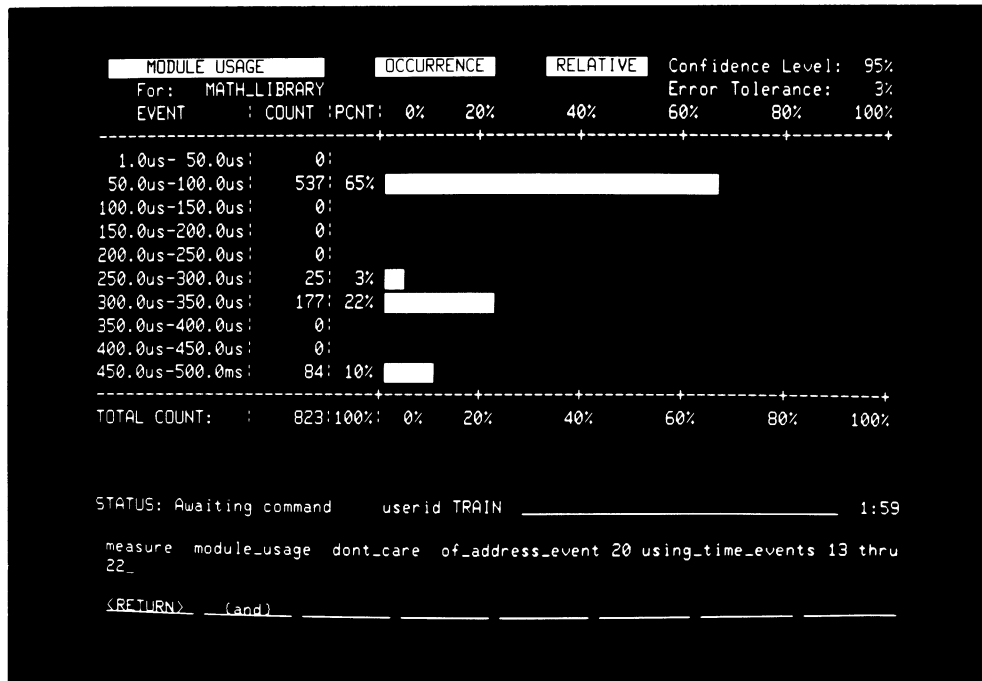 MODULE USAGE OCCURRENCE RELATIVE Confidence Level: 95%
For: MATH_LIBRARY Error Tolerance: 3%
EVENT ¦ COUNT ¦PCNT¦ 0% 20% 40% 60% 80% 100%
1.0us- 50.0us¦ 0¦
50.0us-100.0us¦ 537¦ 65%
100.0us-150.0us¦ 0¦
150.0us-200.0us¦ 0¦
200.0us-250.0us¦ 0¦
250.0us-300.0us¦ 25¦ 3%
300.0us-350.0us¦ 177¦ 22%
350.0us-400.0us¦ 0¦
400.0us-450.0us¦ 0¦
450.0us-500.0ms¦ 84¦ 10%
TOTAL COUNT: ¦ 823¦100%¦ 0% 20% 40% 60% 80% 100%
STATUS: Awaiting command userid TRAIN 1:59
measure module_usage dont_care of_address_event 20 using_time_events 13 thru
22_
<RETURN> (and)